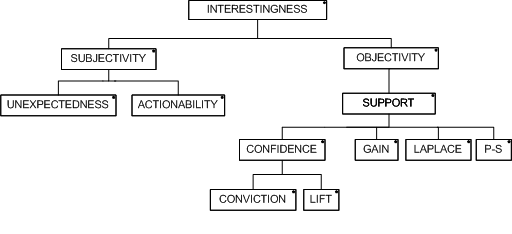 INTERESTINGNESS
SUBJECTIVITY
OBJECTIVITY
UNEXPECTEDNESS
ACTIONABILITY
SUPPORT
CONFIDENCE
GAIN
LAPLACE
P-S
CONVICTION
LIFT